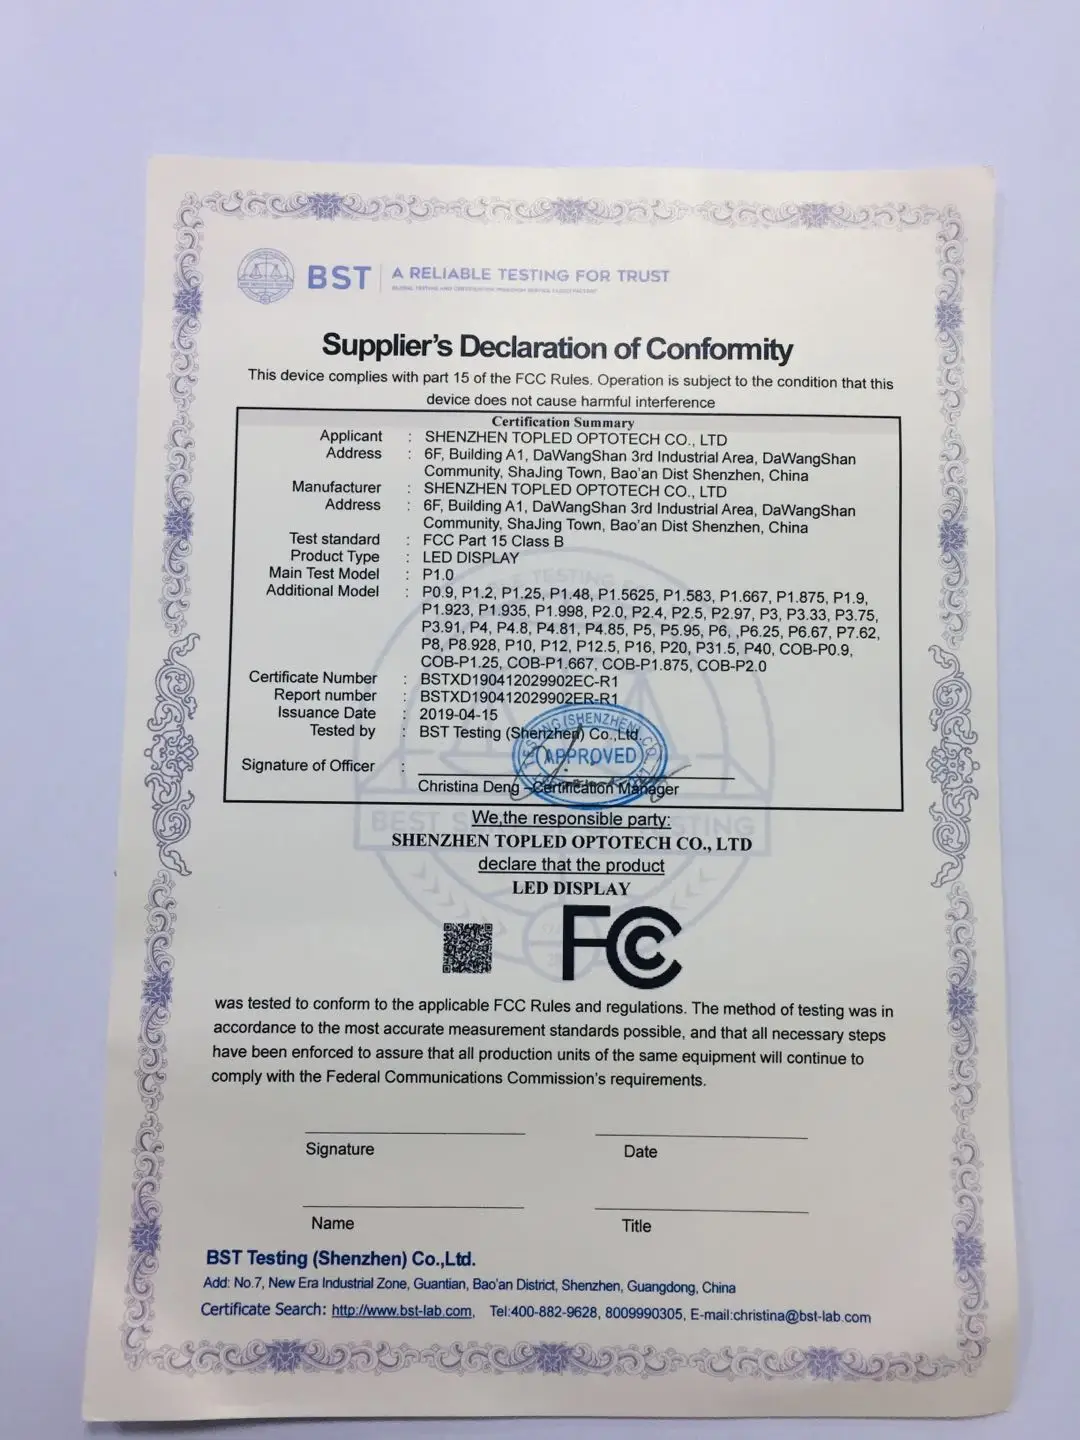 BST
A RELIABLE TESTING FOR TRUST
Supplier's Declaration of Conformity
This device complies with part 15 of the FCC Rules. Operation is subject to the condition that this
device does not cause harmful interference
Certification Summary
Applicant : SHENZHEN TOPLED OPTOTECH CO., LTD
Address : 6F, Building A1, DaWangShan 3rd Industrial Area, DaWangShan
Community, ShaJing Town, Bao'an Dist Shenzhen, China
Manufacturer : SHENZHEN TOPLED OPTOTECH CO., LTD
Address : 6F, Building A1, DaWangShan 3rd Industrial Area, DaWangShan
Community, ShaJing Town, Bao'an Dist Shenzhen, China
Test standard : FCC Part 15 Class B
Product Type : LED DISPLAY
Main Test Model : P1.0
Additional Model : P0.9, P1.2, P1.25, P1.48, P1.5625, P1.583, P1.667, P1.875, P1.9,
P1.923, P1.935, P1.998, P2.0, P2.4, P2.5, P2.97, P3, P3.33, P3.75,
P3.91, P4, P4.8, P4.81, P4.85, P5, P5.95, P6, ,P6.25, P6.67, P7.62,
P8, P8.928, P10, P12, P12.5, P16, P20, P31.5, P40, COB-P0.9,
COB-P1.25, COB-P1.667, COB-P1.875, COB-P2.0
Certificate Number : BSTXD190412029902EC-R1
Report number : BSTXD190412029902ER-R1
Issuance Date : 2019-04-15
Tested by : BST Testing (Shenzhen) Co.,Ltd.
APPROVED
Signature of Officer :
Christina Deng –Certification Manager
We,the responsible party:
SHENZHEN TOPLED OPTOTECH CO., LTD
declare that the product
LED DISPLAY
FC
was tested to conform to the applicable FCC Rules and regulations. The method of testing was in
accordance to the most accurate measurement standards possible, and that all necessary steps
have been enforced to assure that all production units of the same equipment will continue to
comply with the Federal Communications Commission's requirements.
Signature Date
Name Title
BST Testing (Shenzhen) Co.,Ltd.
Add: No.7, New Era Industrial Zone, Guantian, Bao'an District, Shenzhen, Guangdong, China
Certificate Search: http://www.bst-lab.com, Tel:400-882-9628, 8009990305, E-mail:christina@bst-lab.com